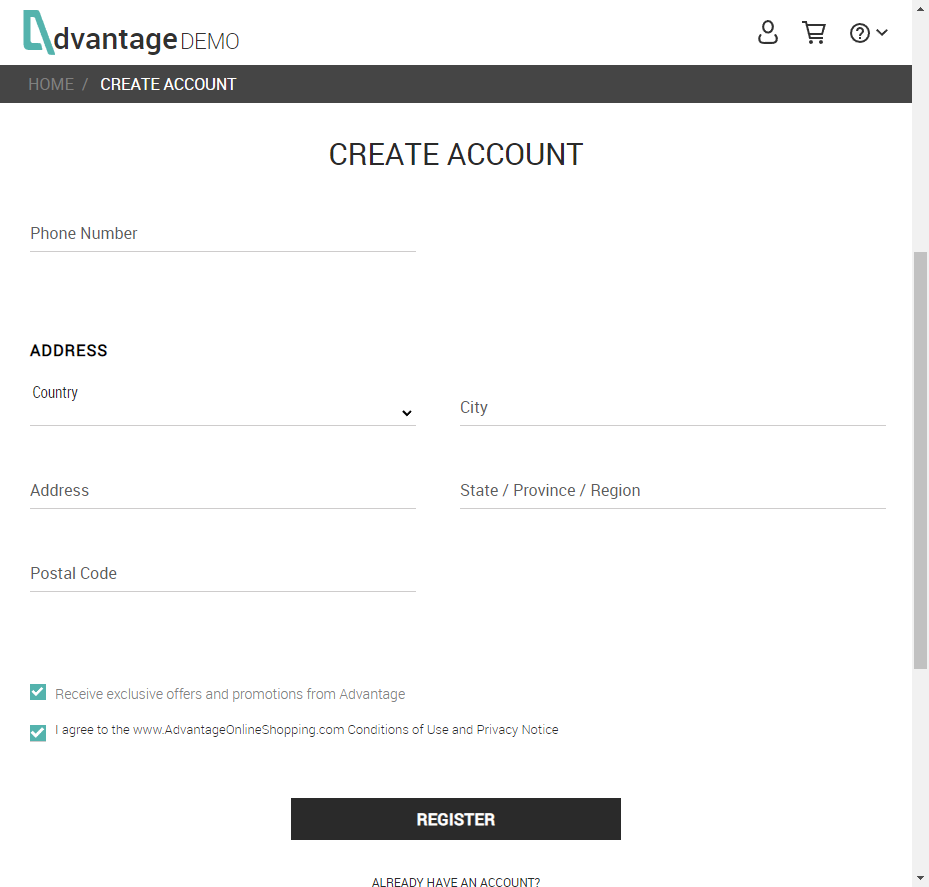 dvantage DEMO
HOME / CREATE ACCOUNT
CREATE ACCOUNT
Phone Number
ADDRESS
Country
City
Address
State / Province / Region
Postal Code
Receive exclusive offers and promotions from Advantage
I agree to the www.AdvantageOnlineShopping.com Conditions of Use and Privacy Notice
REGISTER
ALREADY HAVE AN ACCOUNT?